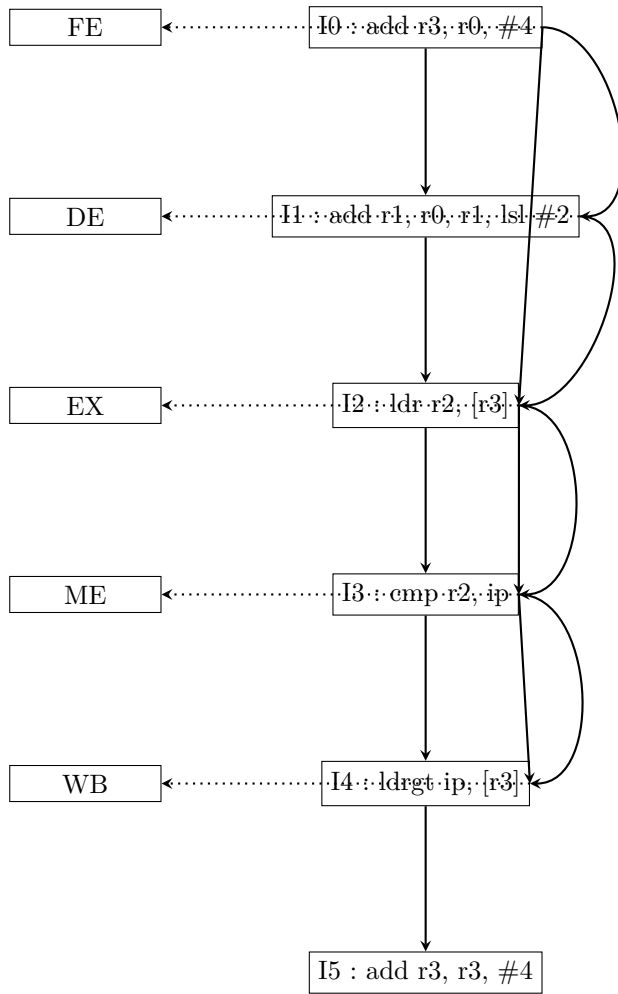 FE
I0 : add r3, r0, #4
DE
I1 : add r1, r0, r1, lsl #2
EX
I2 : ldr r2, [r3]
ME
I3 : cmp r2, ip
WB
I4 : ldrgt ip, [r3]
I5 : add r3, r3, #4